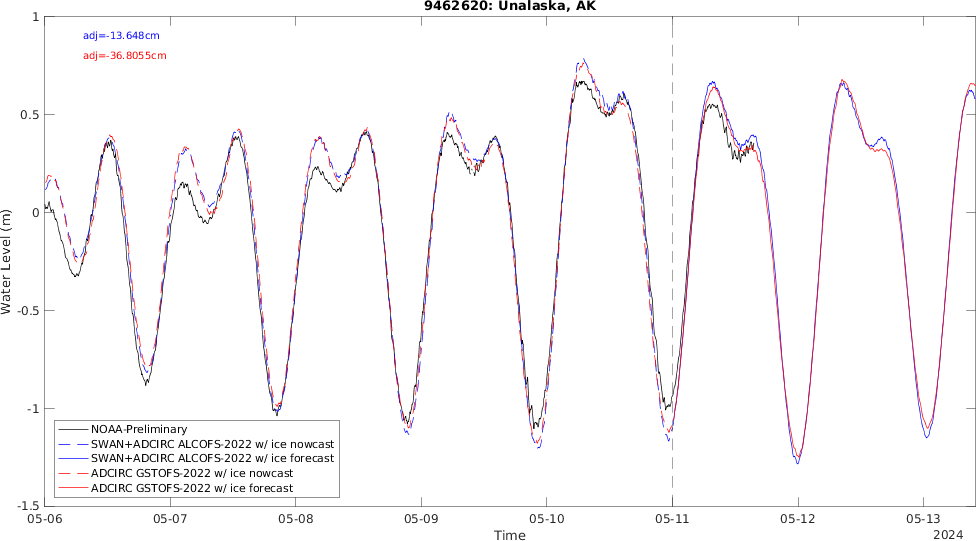 9462620: Unalaska, AK
adj=-13.648cm
adj=-36.8055cm
Water Level (m)
1
0.5
0
-0.5
-1
-1.5
NOAA-Preliminary
SWAN+ADCIRC ALCOFS-2022 w/ ice nowcast
SWAN+ADCIRC ALCOFS-2022 w/ ice forecast
ADCIRC GSTOFS-2022 w/ ice nowcast
ADCIRC GSTOFS-2022 w/ ice forecast
05-06 05-07 05-08 05-09 05-10 05-11 05-12 05-13
Time
2024